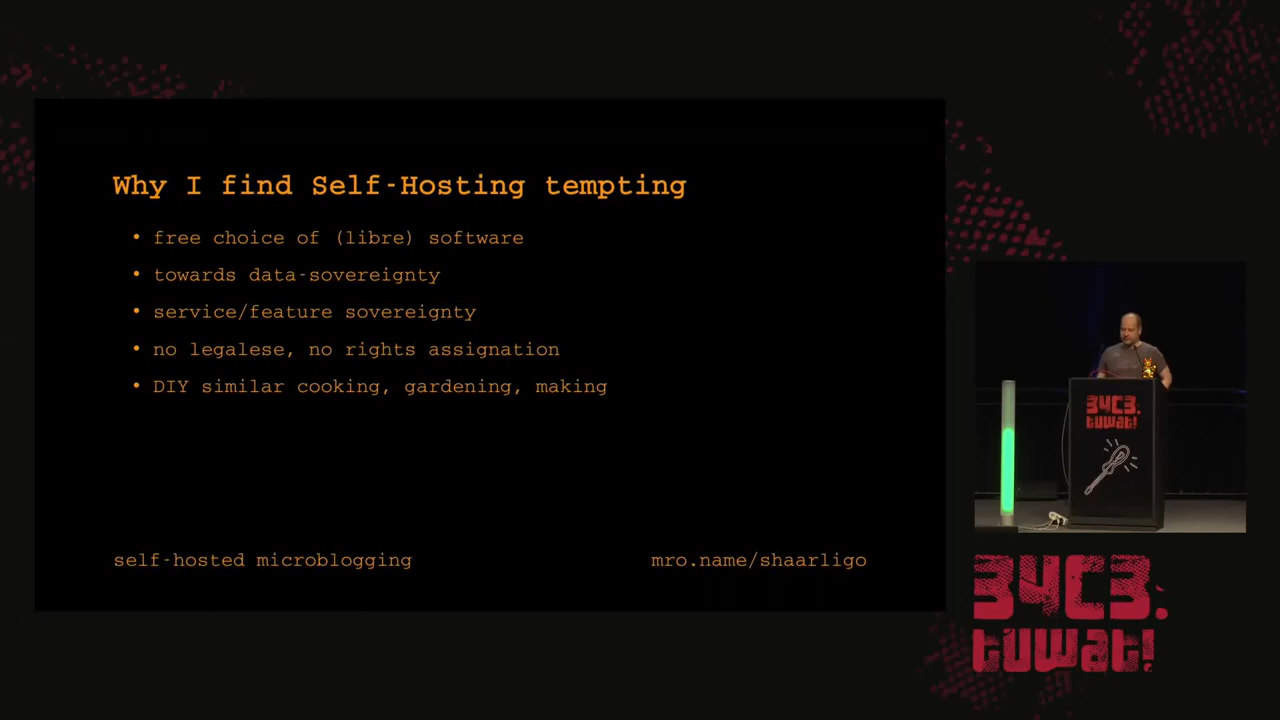 Why I find Self-Hosting tempting
• free choice of (libre) software
• towards data-sovereignty
• service/feature sovereignty
• no legalese, no rights assignation
• DIY similar cooking, gardening, making
self-hosted microblogging
mro.name/shaarligo
34C3.
tuwat!
34C3.
tuwat!